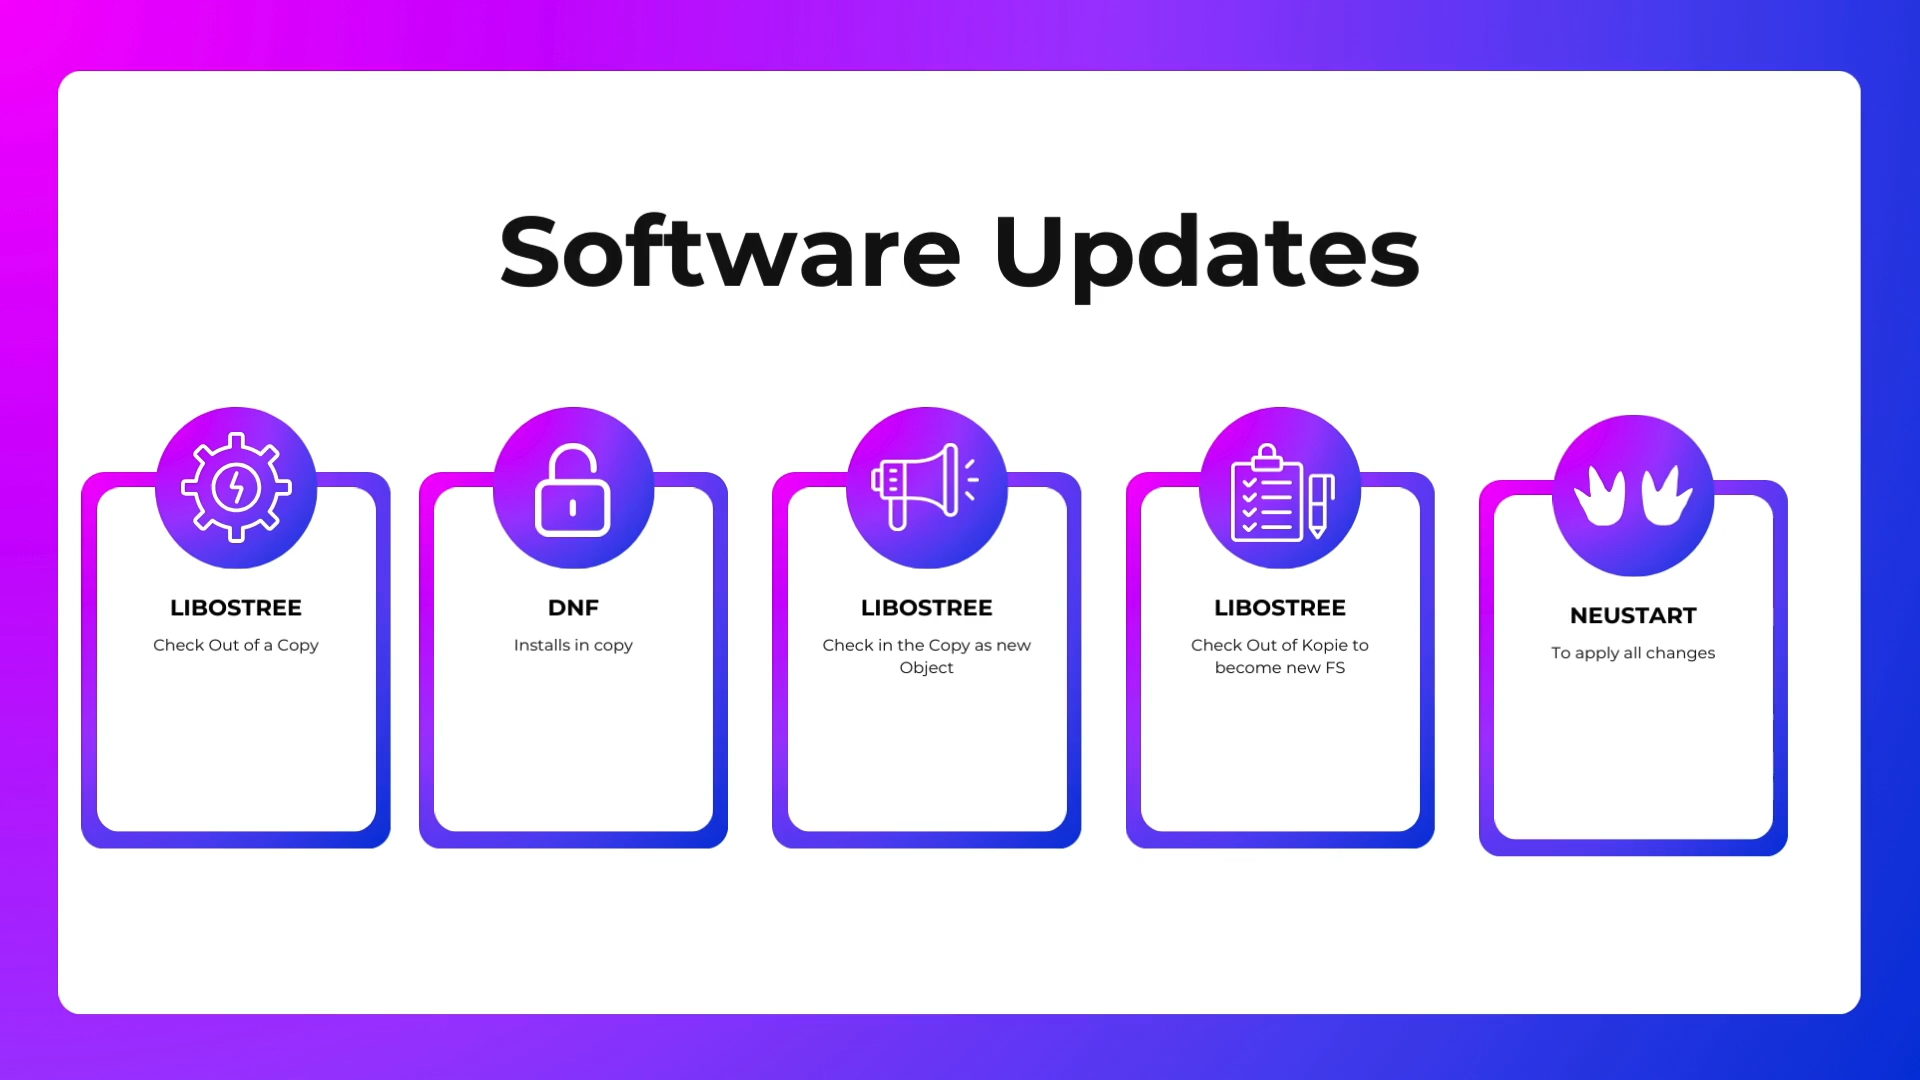 Software Updates
LIBOSTREE
Check Out of a Copy
DNF
Installs in copy
LIBOSTREE
Check in the Copy as new
Object
LIBOSTREE
Check Out of Kopie to
become new FS
NEUSTART
To apply all changes